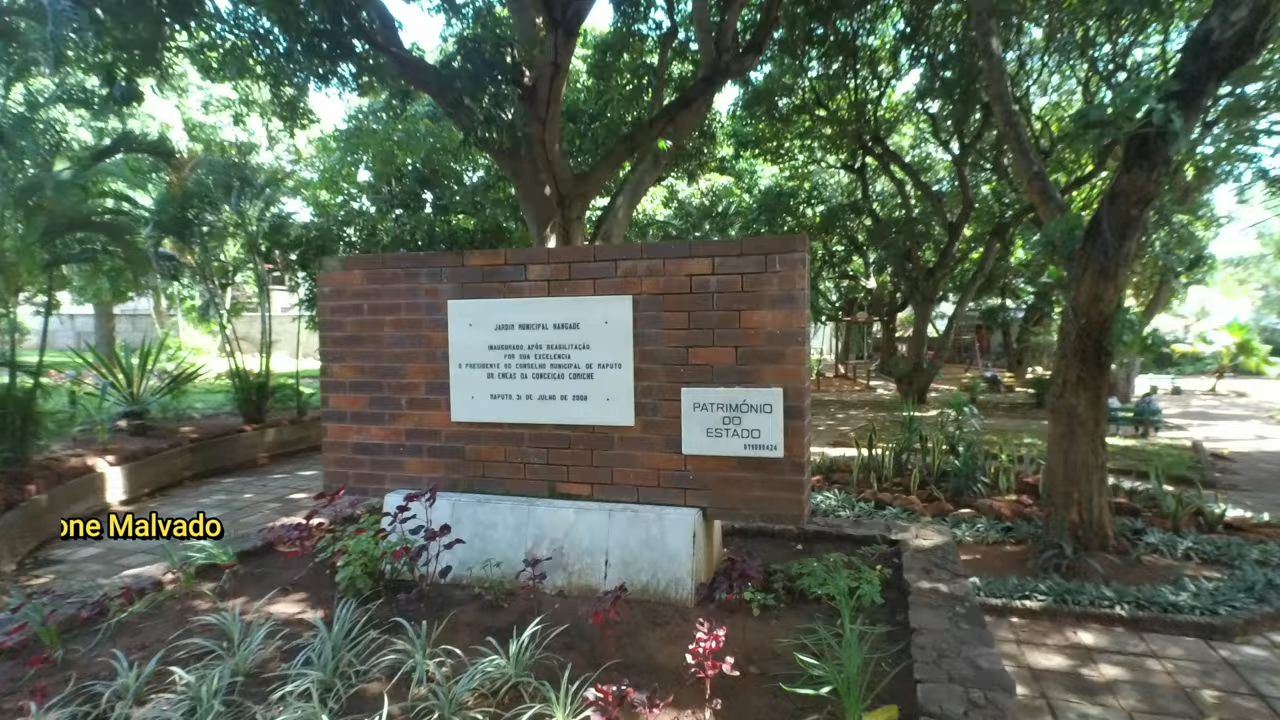 JARDIM MUNICIPAL NANGADE
INAUGURADO, APÓS REABILITAÇÃO,
POR SUA EXCELÊNCIA
O PRESIDENTE DO CONSELHO MUNICIPAL DE MAPUTO
DR. ENEAS DA CONCEIÇÃO COMICHE
MAPUTO, 31 DE JULHO DE 2008
PATRIMÓNIO
DO
ESTADO
one Malvado